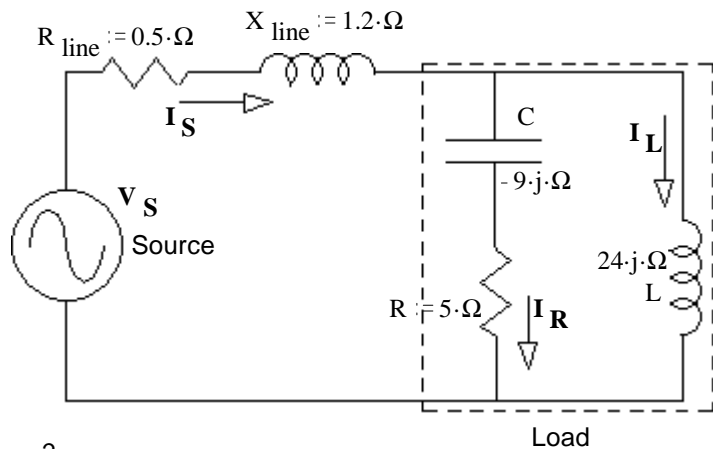 X line := 1.2·Ω
R line := 0.5·Ω
I S
C
I L
- 9·j·Ω
V S
Source
24·j·Ω
L
R := 5·Ω
I R
Load